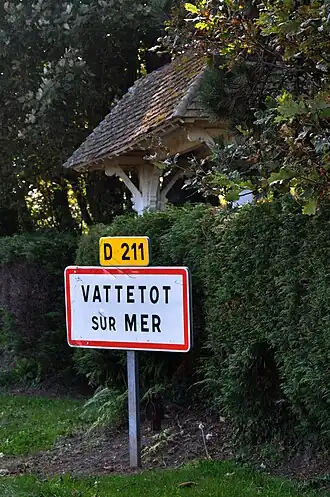 D 211
VATTETOT
SUR MER